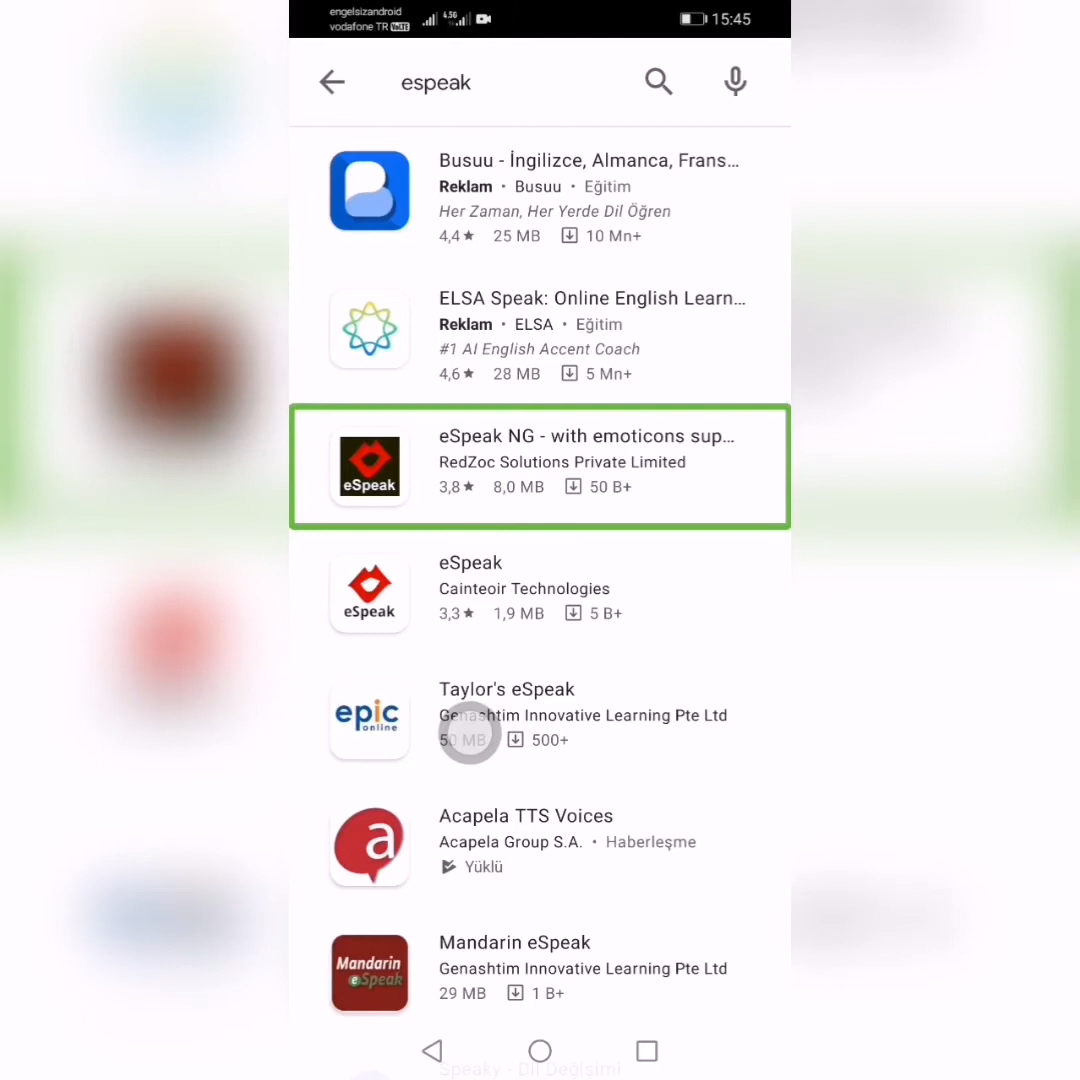 engelsizandroid
vodafone TR VoLTE
4.5G
15:45
espeak
Busuu - İngilizce, Almanca, Frans...
Reklam • Busuu • Eğitim
Her Zaman, Her Yerde Dil Öğren
4,4★ 25 MB 10 Mn+
ELSA Speak: Online English Learn...
Reklam • ELSA • Eğitim
#1 AI English Accent Coach
4,6★ 28 MB 5 Mn+
eSpeak
eSpeak NG - with emoticons sup...
RedZoc Solutions Private Limited
3,8★ 8,0 MB 50 B+
eSpeak
eSpeak
Cainteoir Technologies
3,3★ 1,9 MB 5 B+
epic
online
Taylor's eSpeak
Genashtim Innovative Learning Pte Ltd
50 MB 500+
a
Acapela TTS Voices
Acapela Group S.A. • Haberleşme
Yüklü
Mandarin
eSpeak
Mandarin eSpeak
Genashtim Innovative Learning Pte Ltd
29 MB 1 B+
Speaky - Dil Değişimi